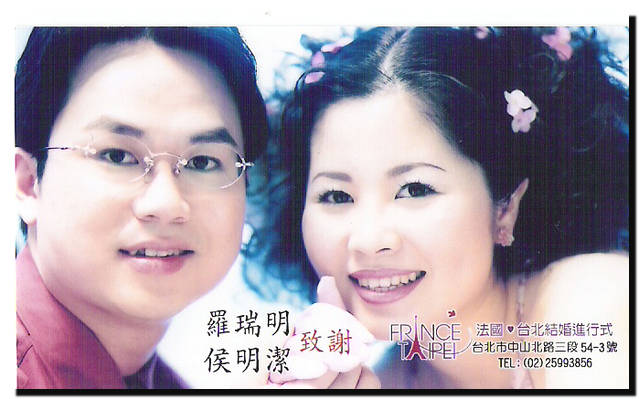 羅瑞明
侯明潔
致謝
FRANCE
TAIPEI
法國♥台北結婚進行式
台北市中山北路三段54-3號
TEL:(02)25993856